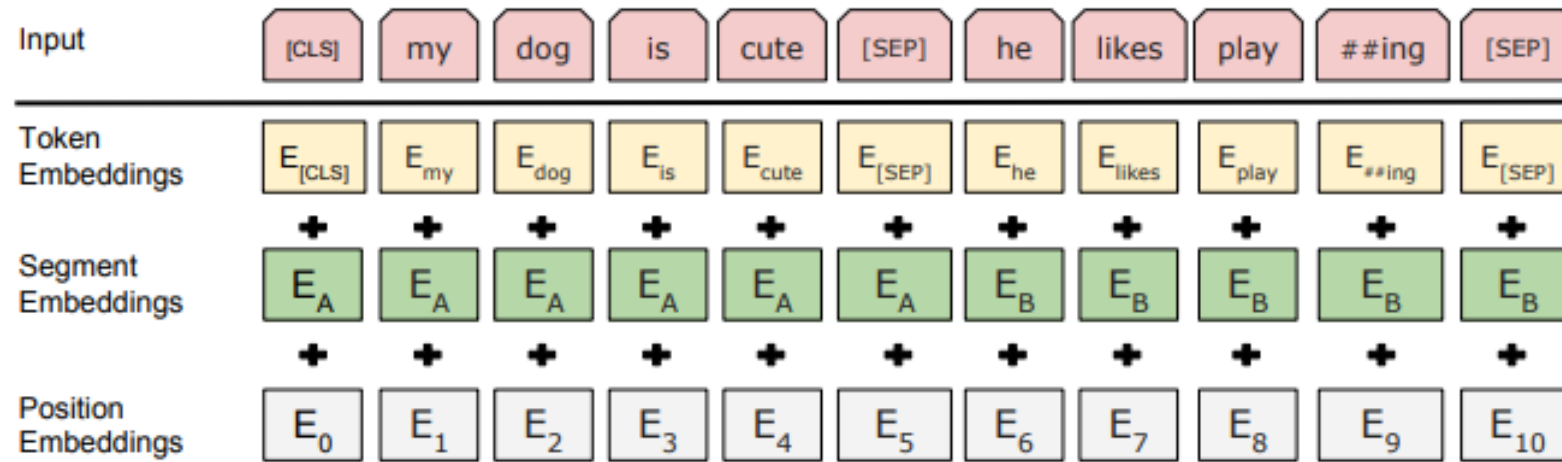 Input [CLS] my dog is cute [SEP] he likes play ##ing [SEP]
Token Embeddings E[CLS] Emy Edog Eis Ecute E[SEP] Ehe Elikes Eplay E##ing E[SEP]
+ + + + + + + + + + +
Segment Embeddings EA EA EA EA EA EA EB EB EB EB EB
+ + + + + + + + + + +
Position Embeddings E0 E1 E2 E3 E4 E5 E6 E7 E8 E9 E10